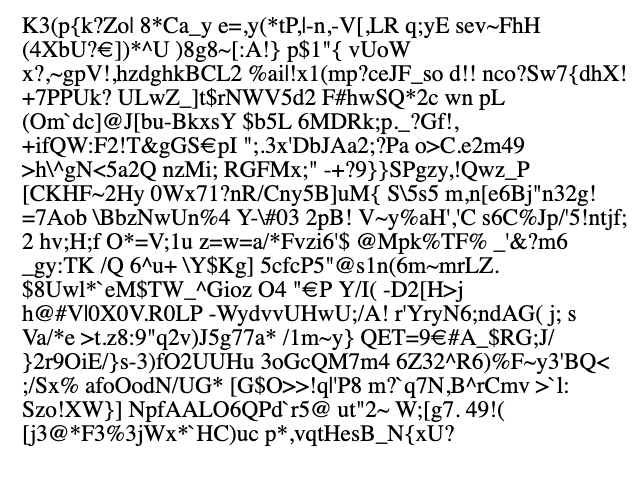 K3(p{k?Zol 8*Ca_y e=,y(*tP,l-n,-V[,LR q;yE sev~FhH
(4XbU?€])*^U )8g8~[:A!} p$1"{ vUoW
x?,~gpV!,hzdghkBCL2 %ail!x1(mp?ceJF_so d!! nco?Sw7{dhX!
+7PPUk? ULwZ_]t$rNWV5d2 F#hwSQ*2c wn pL
(Om`dc]@J[bu-BkxsY $b5L 6MDRk;p._?Gf!,
+ifQW:F2!T&gGS€pI ";.3x'DbJAa2;?Pa o>C.e2m49
>h\^gN<5a2Q nzMi; RGFMx;" -+?9}}SPgzy,!Qwz_P
[CKHF~2Hy 0Wx71?nR/Cny5B]uM{ S\5s5 m,n[e6Bj"n32g!
=7Aob \BbzNwUn%4 Y-\#03 2pB! V~y%aH','C s6C%Jp/'5!ntjf;
2 hv;H;f O*=V;1u z=w=a/*Fvzi6'$ @Mpk%TF% _'&?m6
_gy:TK /Q 6^u+ \Y$Kg] 5cfcP5"@s1n(6m~mrLZ.
$8Uwl*`eM$TW_^Gioz O4 "€P Y/I( -D2[H>j
h@#Vl0X0V.R0LP -WydvvUHwU;/A! r'YryN6;ndAG( j; s
Va/*e >t.z8:9"q2v)J5g77a* /1m~y} QET=9€#A_$RG;J/
}2r9OiE/}s-3)fO2UUHu 3oGcQM7m4 6Z32^R6)%F~y3'BQ<
;/Sx% afoOodN/UG* [G$O>>!ql'P8 m?`q7N,B^rCmv >`l:
Szo!XW}] NpfAALO6QPd`r5@ ut"2~ W;[g7. 49!(
[j3@*F3%3jWx*`HC)uc p*,vqtHesB_N{xU?